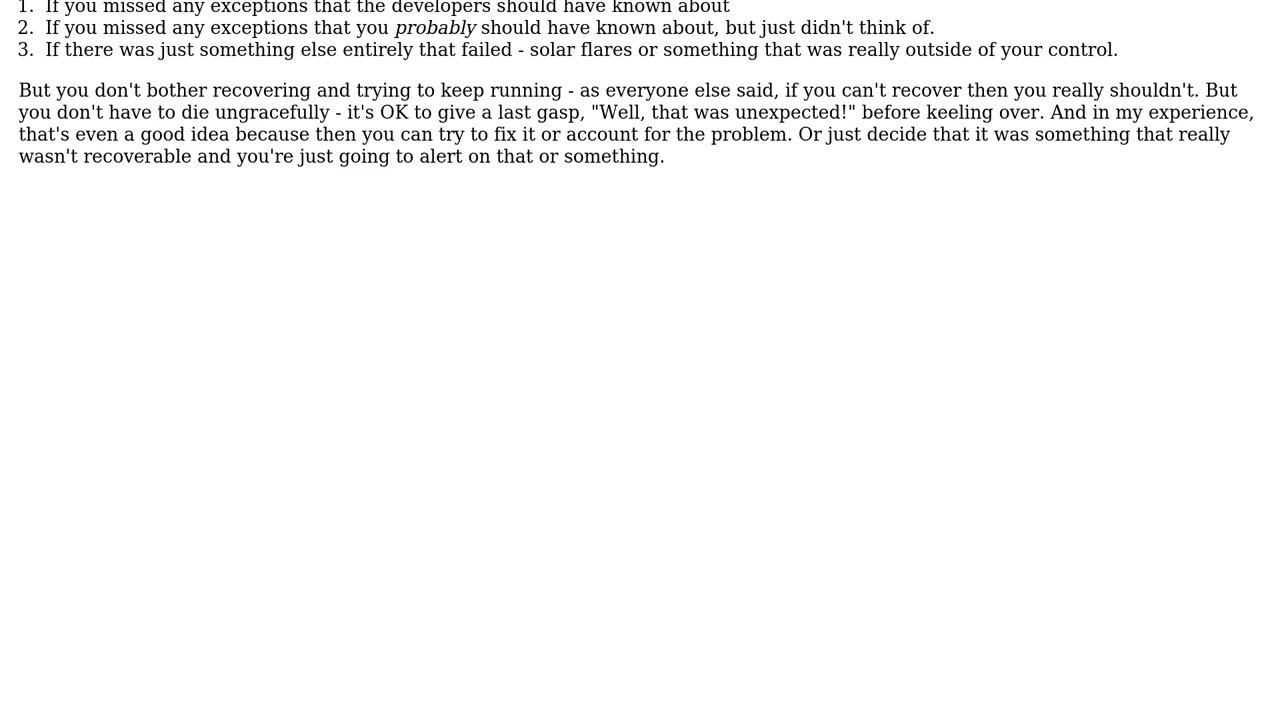 1. If you missed any exceptions that the developers should have known about
2. If you missed any exceptions that you probably should have known about, but just didn't think of.
3. If there was just something else entirely that failed - solar flares or something that was really outside of your control.
But you don't bother recovering and trying to keep running - as everyone else said, if you can't recover then you really shouldn't. But
you don't have to die ungracefully - it's OK to give a last gasp, "Well, that was unexpected!" before keeling over. And in my experience,
that's even a good idea because then you can try to fix it or account for the problem. Or just decide that it was something that really
wasn't recoverable and you're just going to alert on that or something.